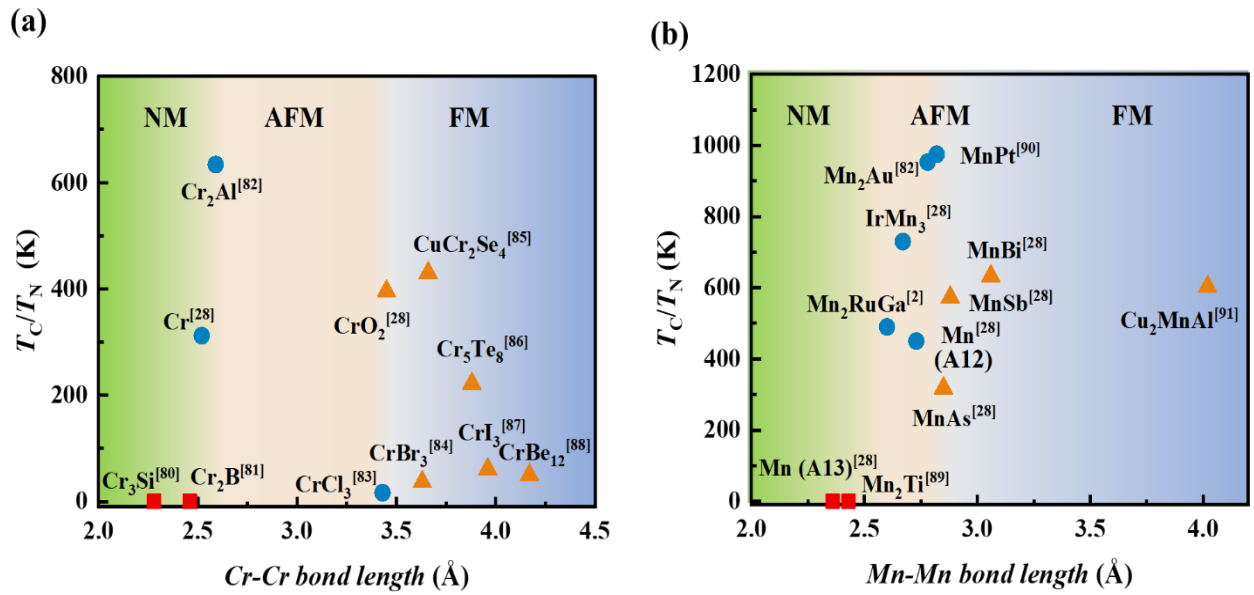 (a)
800
600
400
200
0
T_C/T_N (K)
NM AFM FM
Cr₂Al[82]
CuCr₂Se₄[85]
Cr[28]
CrO₂[28]
Cr₅Te₈[86]
CrI₃[87]
CrBr₃[84]
CrBe₁₂[88]
Cr₃Si[80]
Cr₂B[81]
CrCl₃[83]
2.0 2.5 3.0 3.5 4.0 4.5
Cr-Cr bond length (Å)
(b)
1200
1000
800
600
400
200
0
T_C/T_N (K)
NM AFM FM
MnPt[90]
Mn₂Au[82]
IrMn₃[28]
MnBi[28]
Mn₂RuGa[2]
MnSb[28]
Cu₂MnAl[91]
Mn[28]
(A12)
MnAs[28]
Mn (A13)[28]
Mn₂Ti[89]
2.0 2.5 3.0 3.5 4.0
Mn-Mn bond length (Å)